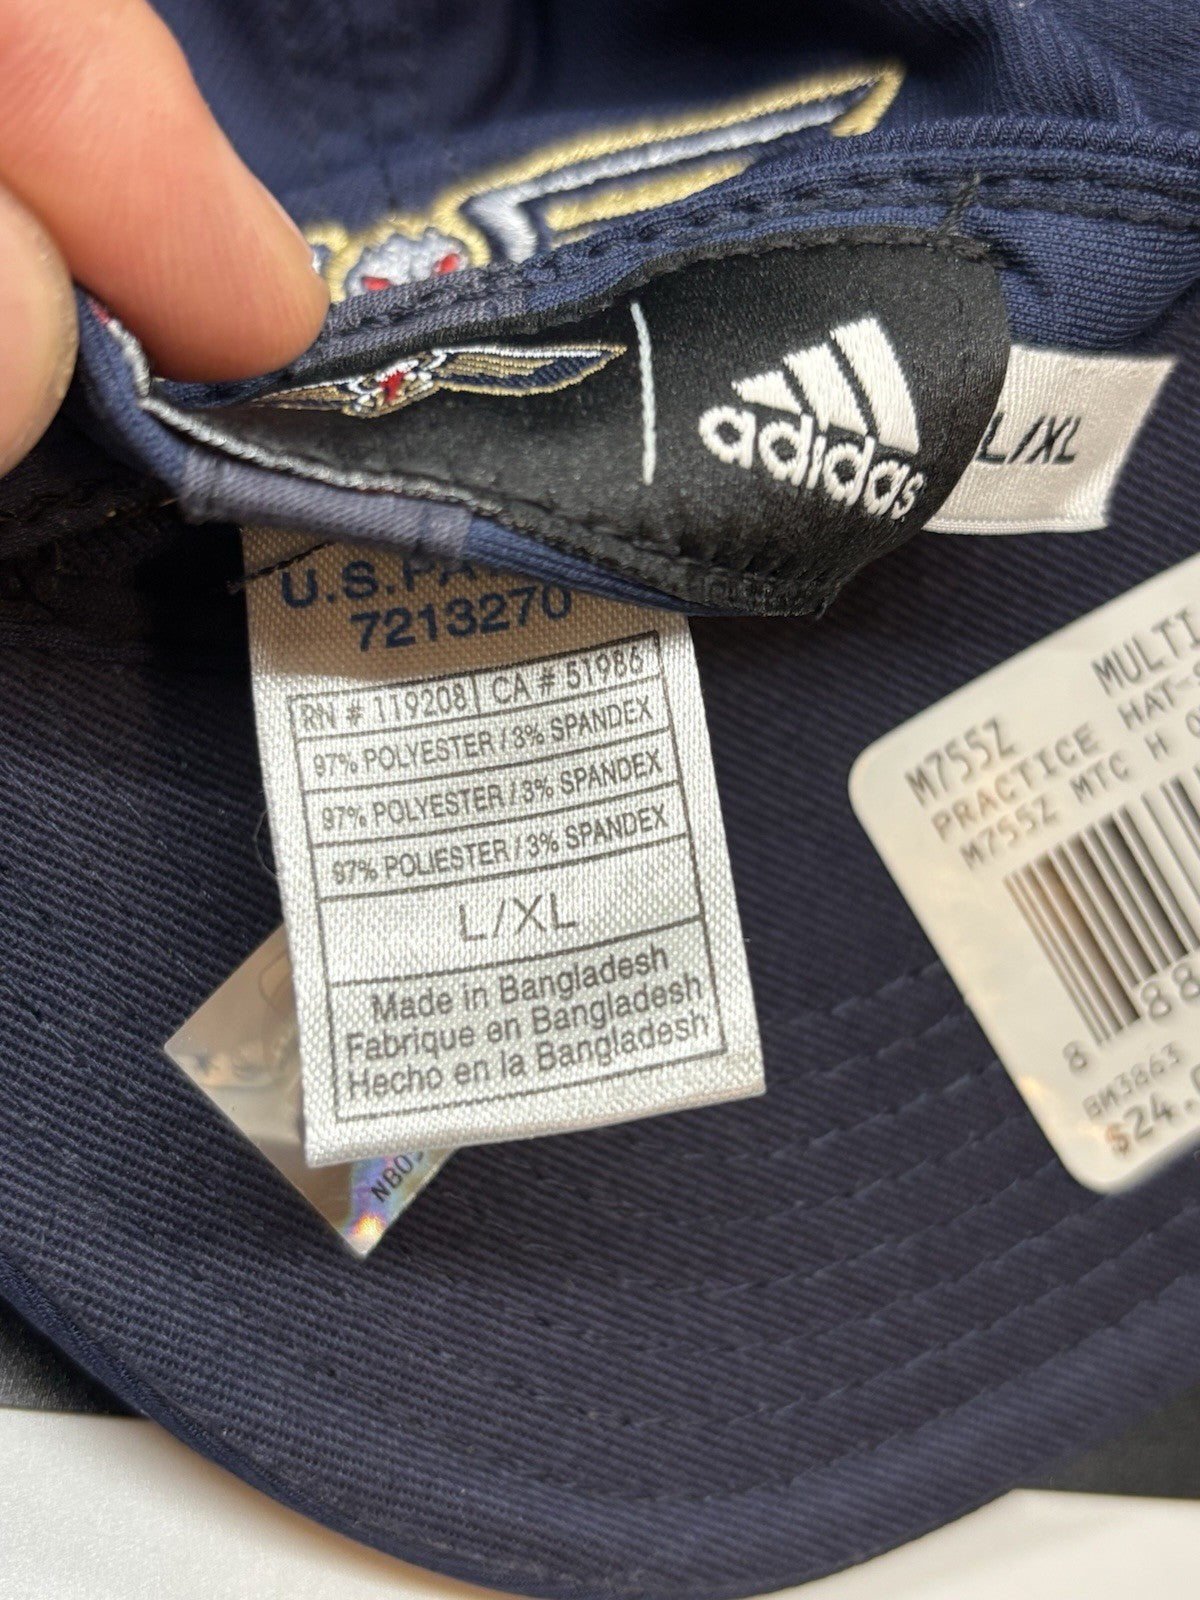 adidas
L/XL
U.S.PA
7213270
RN # 119208 CA # 51986
97% POLYESTER / 3% SPANDEX
97% POLYESTER / 3% SPANDEX
97% POLIESTER / 3% SPANDEX
L/XL
Made in Bangladesh
Fabrique en Bangladesh
Hecho en la Bangladesh
MULTI
M755Z
PRACTICE HAT-S
M755Z MTC H
8 88
BM3863
$24.